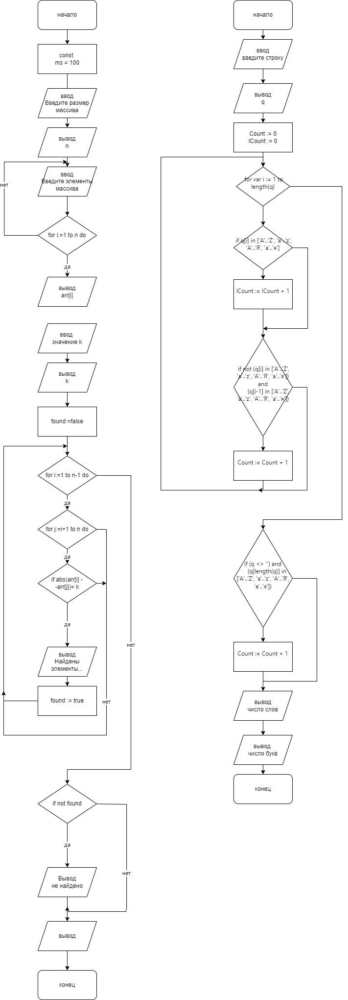 начало
const
ms = 100
ввод
Введите размер
массива
вывод
n
ввод
Введите элементы
массива
нет
for i:=1 to n do
да
вывод
arr[i]
ввод
значение k
вывод
k
found:=false
for i:=1 to n-1 do
да
for j:=i+1 to n do
да
if abs(arr[i] -
-arr[j])= k
да
нет
вывод
Найдены
элементы...
found := true
нет
if not found
да
нет
Вывод
не найдено
вывод
конец
начало
ввод
введите строку
вывод
q
Count := 0
lCount := 0
for var i := 1 to
length(q)
if q[i] in ['A'..'Z', 'a'..'z',
'А'..'Я', 'а'..'я']
lCount := lCount + 1
if not (q[i] in ['A'..'Z',
'a'..'z', 'А'..'Я', 'а'..'я'])
and
(q[i-1] in ['A'..'Z'
'a'..'z', 'А'..'Я', 'а'..'я'])
Count := Count + 1
if (q <> '') and
(q[length(q)] in
['A'..'Z', 'a'..'z', 'А'..'Я',
'а'..'я'])
Count := Count + 1
вывод
число слов
вывод
число букв
конец